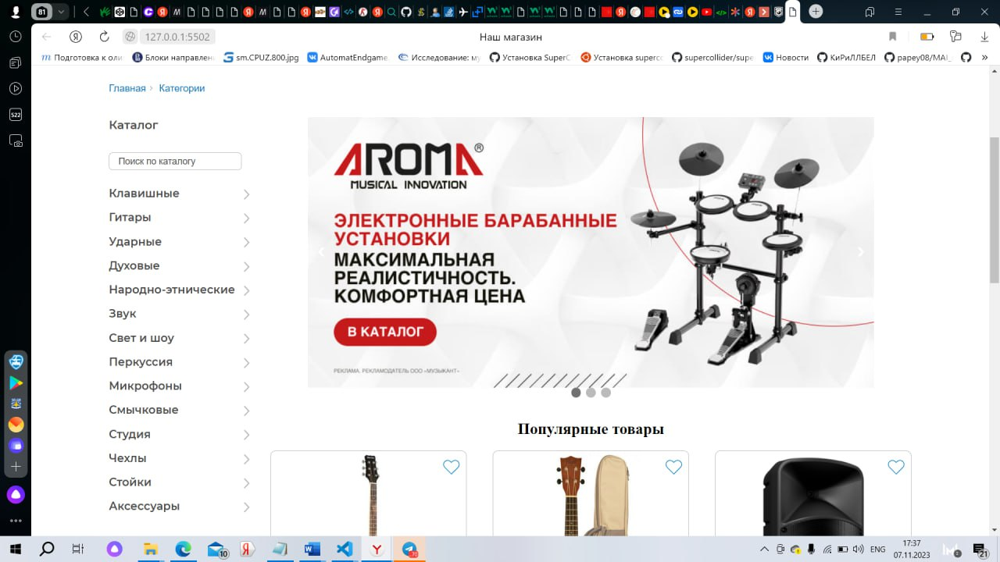 81
127.0.0.1:5502
Наш магазин
Подготовка к оли
Блоки направлен
sm.CPUZ.800.jpg
AutomatEndgame
Исследование: му
Установка SuperC
Установка superco
supercollider/supe
Новости
КиРиЛЛБЕЛ
papey08/MAI_
»
Главная > Категории
Каталог
Поиск по каталогу
Клавишные
Гитары
Ударные
Духовые
Народно-этнические
Звук
Свет и шоу
Перкуссия
Микрофоны
Смычковые
Студия
Чехлы
Стойки
Аксессуары
AROMA®
MUSICAL INNOVATION
ЭЛЕКТРОННЫЕ БАРАБАННЫЕ
УСТАНОВКИ
МАКСИМАЛЬНАЯ
РЕАЛИСТИЧНОСТЬ.
КОМФОРТНАЯ ЦЕНА
В КАТАЛОГ
РЕКЛАМА. РЕКЛАМОДАТЕЛЬ ООО «МУЗЫКАНТ»
Популярные товары
10
ENG
17:37
07.11.2023
21